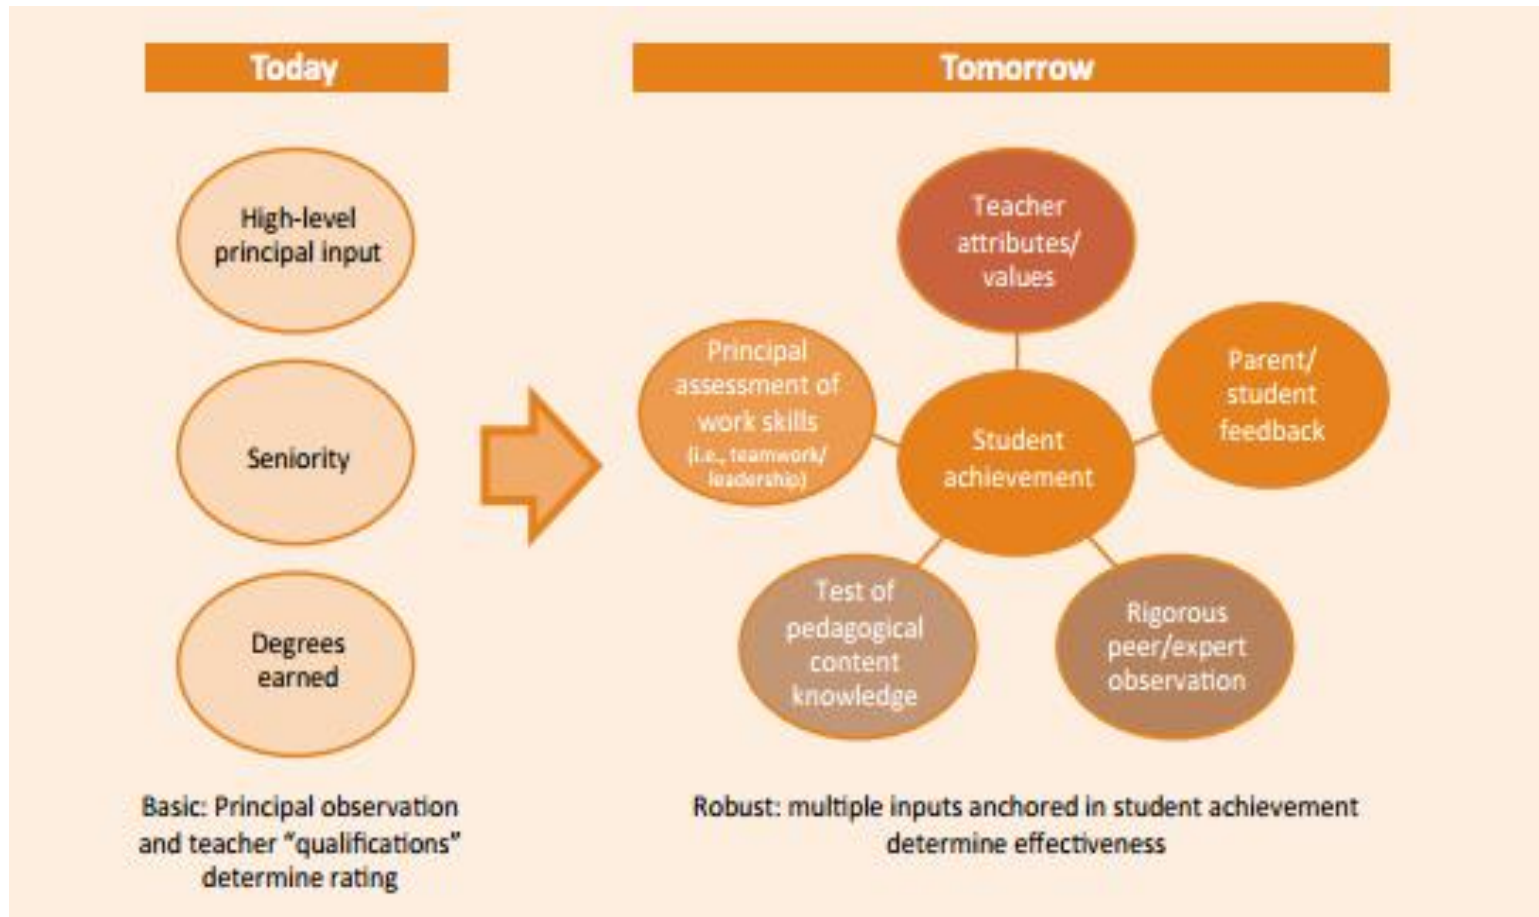 Today
High-level
principal input
Seniority
Degrees
earned
Basic: Principal observation
and teacher “qualifications”
determine rating
Tomorrow
Teacher
attributes/
values
Principal
assessment of
work skills
(i.e., teamwork/
leadership)
Parent/
student
feedback
Student
achievement
Test of
pedagogical
content
knowledge
Rigorous
peer/expert
observation
Robust: multiple inputs anchored in student achievement
determine effectiveness